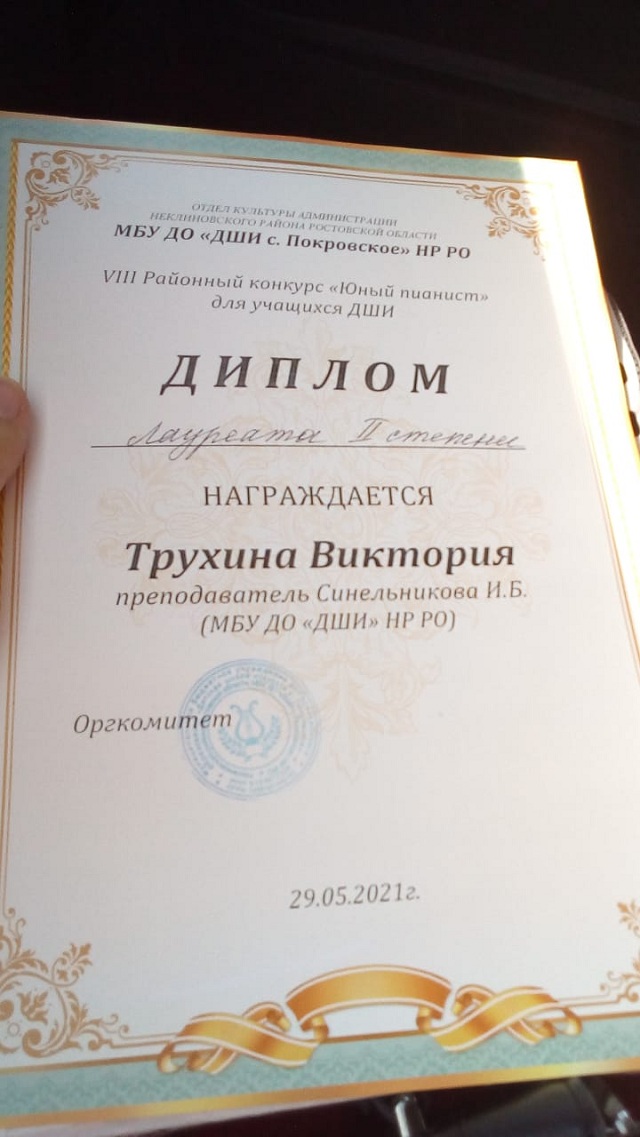 ОТДЕЛ КУЛЬТУРЫ АДМИНИСТРАЦИИ
НЕКЛИНОВСКОГО РАЙОНА РОСТОВСКОЙ ОБЛАСТИ
МБУ ДО «ДШИ с. Покровское» НР РО
VIII Районный конкурс «Юный пианист»
для учащихся ДШИ
ДИПЛОМ
Лауреата II степени
НАГРАЖДАЕТСЯ
Трухина Виктория
преподаватель Синельникова И.Б.
(МБУ ДО «ДШИ» НР РО)
Оргкомитет
29.05.2021г.